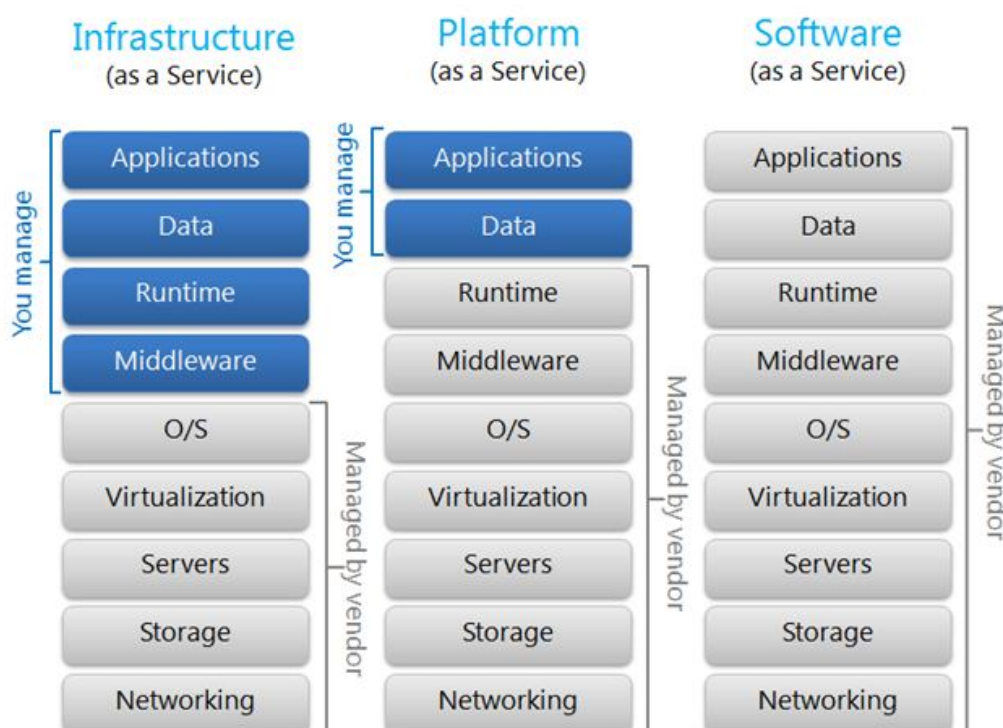 Infrastructure
(as a Service)
You manage
Applications
Data
Runtime
Middleware
O/S
Virtualization
Servers
Storage
Networking
Managed by vendor
Platform
(as a Service)
You manage
Applications
Data
Runtime
Middleware
O/S
Virtualization
Servers
Storage
Networking
Managed by vendor
Software
(as a Service)
Applications
Data
Runtime
Middleware
O/S
Virtualization
Servers
Storage
Networking
Managed by vendor